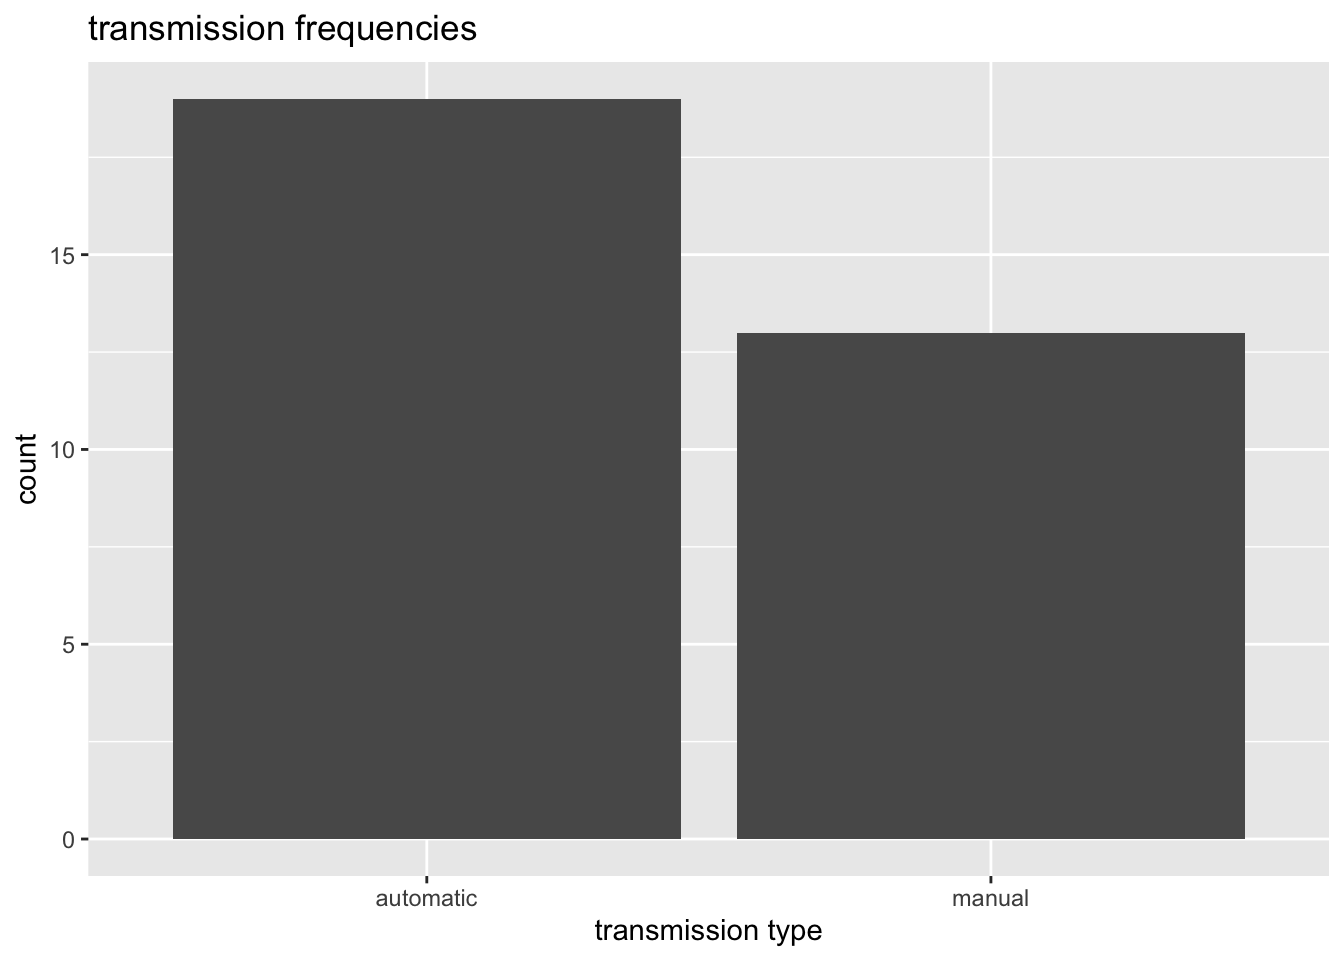 transmission frequencies
count
15
10
5
0
automatic
manual
transmission type